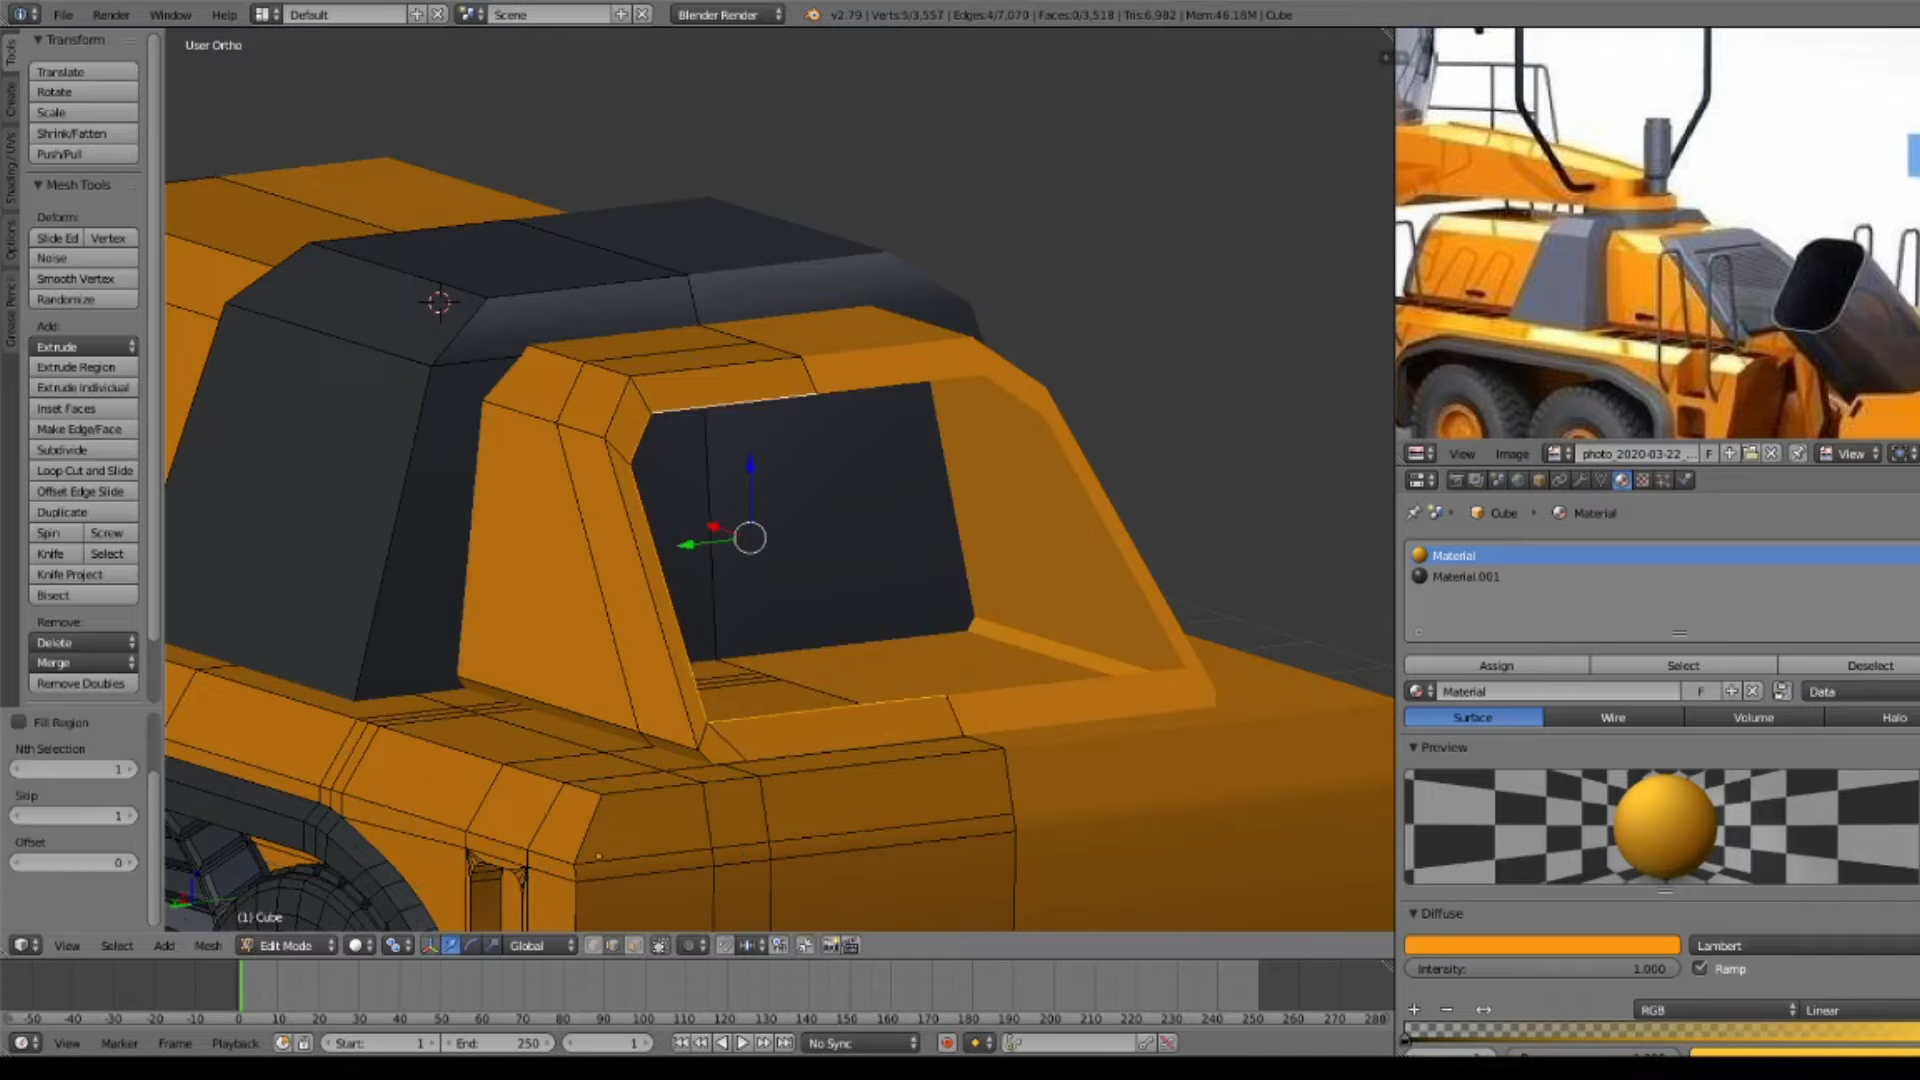 File Render Window Help Default Scene Blender Render v2.79 | Verts:5/3,557 | Edges:4/7,070 | Faces:0/3,518 | Tris:6,982 | Mem:46.18M | Cube
Tools
Create
Shading / UVs
Options
Grease Pencil
Transform
Translate
Rotate
Scale
Shrink/Fatten
Push/Pull
Mesh Tools
Deform:
Slide Ed Vertex
Noise
Smooth Vertex
Randomize
Add:
Extrude
Extrude Region
Extrude Individual
Inset Faces
Make Edge/Face
Subdivide
Loop Cut and Slide
Offset Edge Slide
Duplicate
Spin Screw
Knife Select
Knife Project
Bisect
Remove:
Delete
Merge
Remove Doubles
Fill Region
Nth Selection
1
Skip
1
Offset
0
User Ortho
(1) Cube
View Select Add Mesh Edit Mode Global
-50 -40 -30 -20 -10 0 10 20 30 40 50 60 70 80 90 100 110 120 130 140 150 160 170 180 190 200 210 220 230 240 250 260 270 280
View Marker Frame Playback Start: 1 End: 250 1 No Sync
View Image photo_2020-03-22_... F View
Cube Material
Material
Material.001
Assign Select Deselect
Material F Data
Surface Wire Volume Halo
Preview
Diffuse
Lambert
Intensity: 1.000 Ramp
RGB Linear